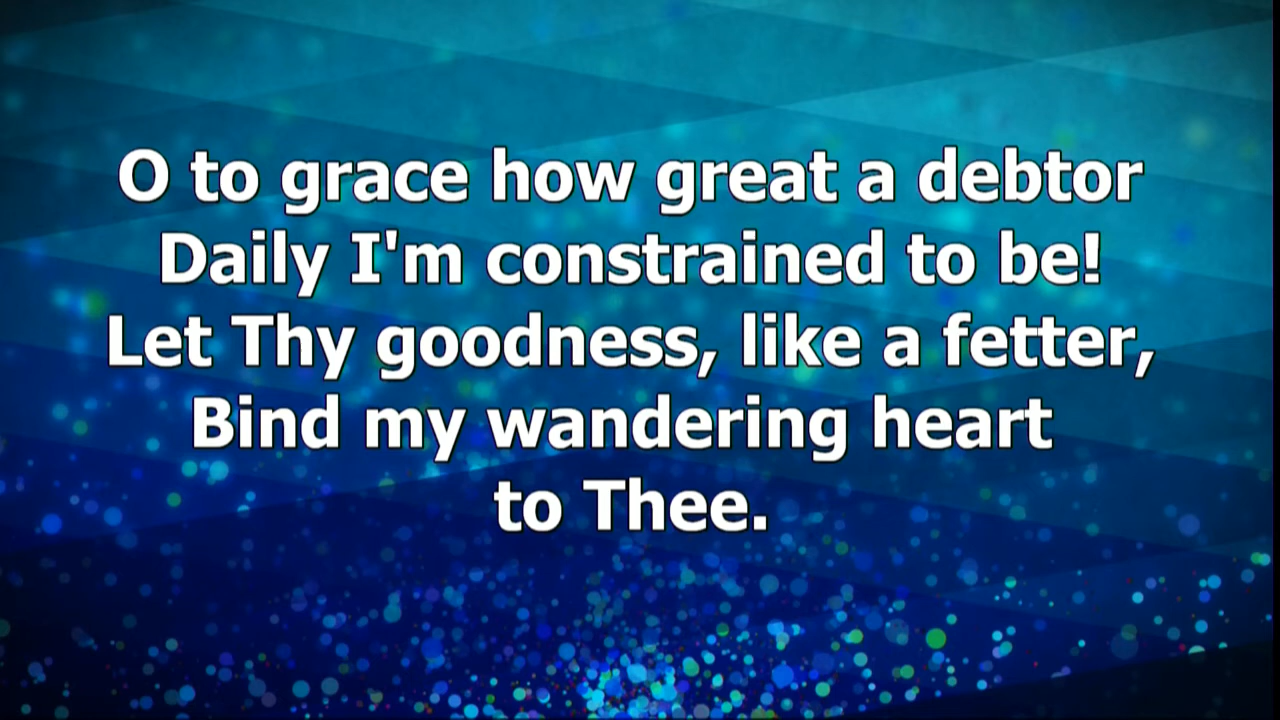 O to grace how great a debtor
Daily I'm constrained to be!
Let Thy goodness, like a fetter,
Bind my wandering heart
to Thee.